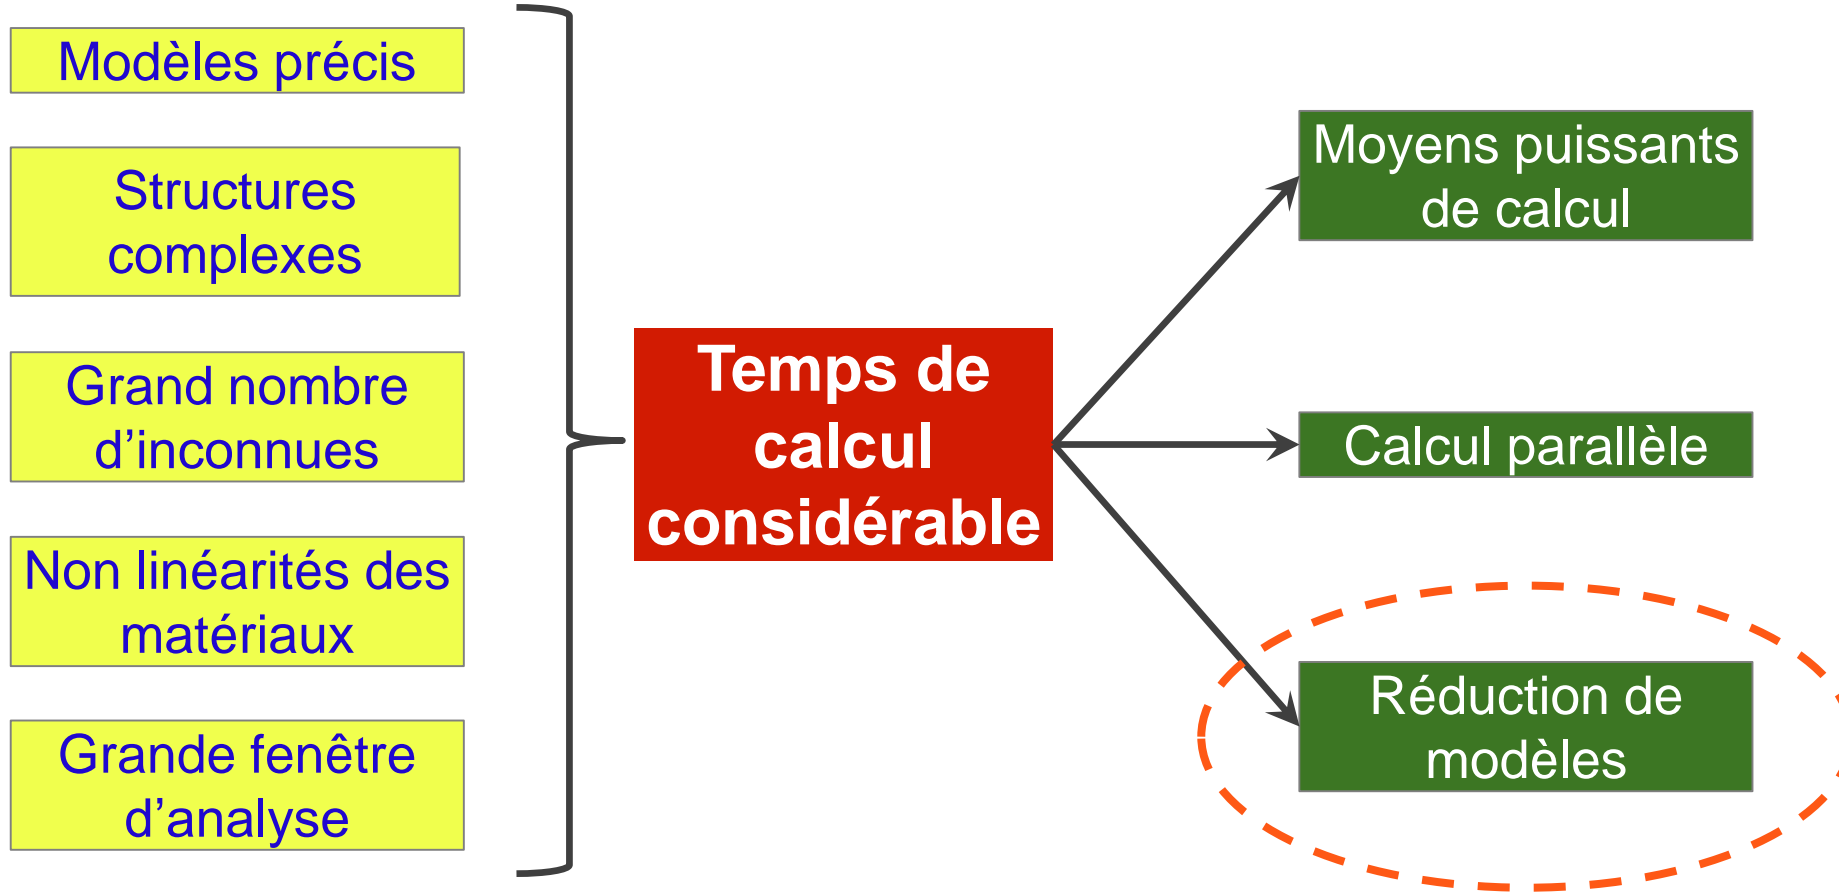 Modèles précis
Structures
complexes
Grand nombre
d’inconnues
Non linéarités des
matériaux
Grande fenêtre
d’analyse
Temps de
calcul
considérable
Moyens puissants
de calcul
Calcul parallèle
Réduction de
modèles